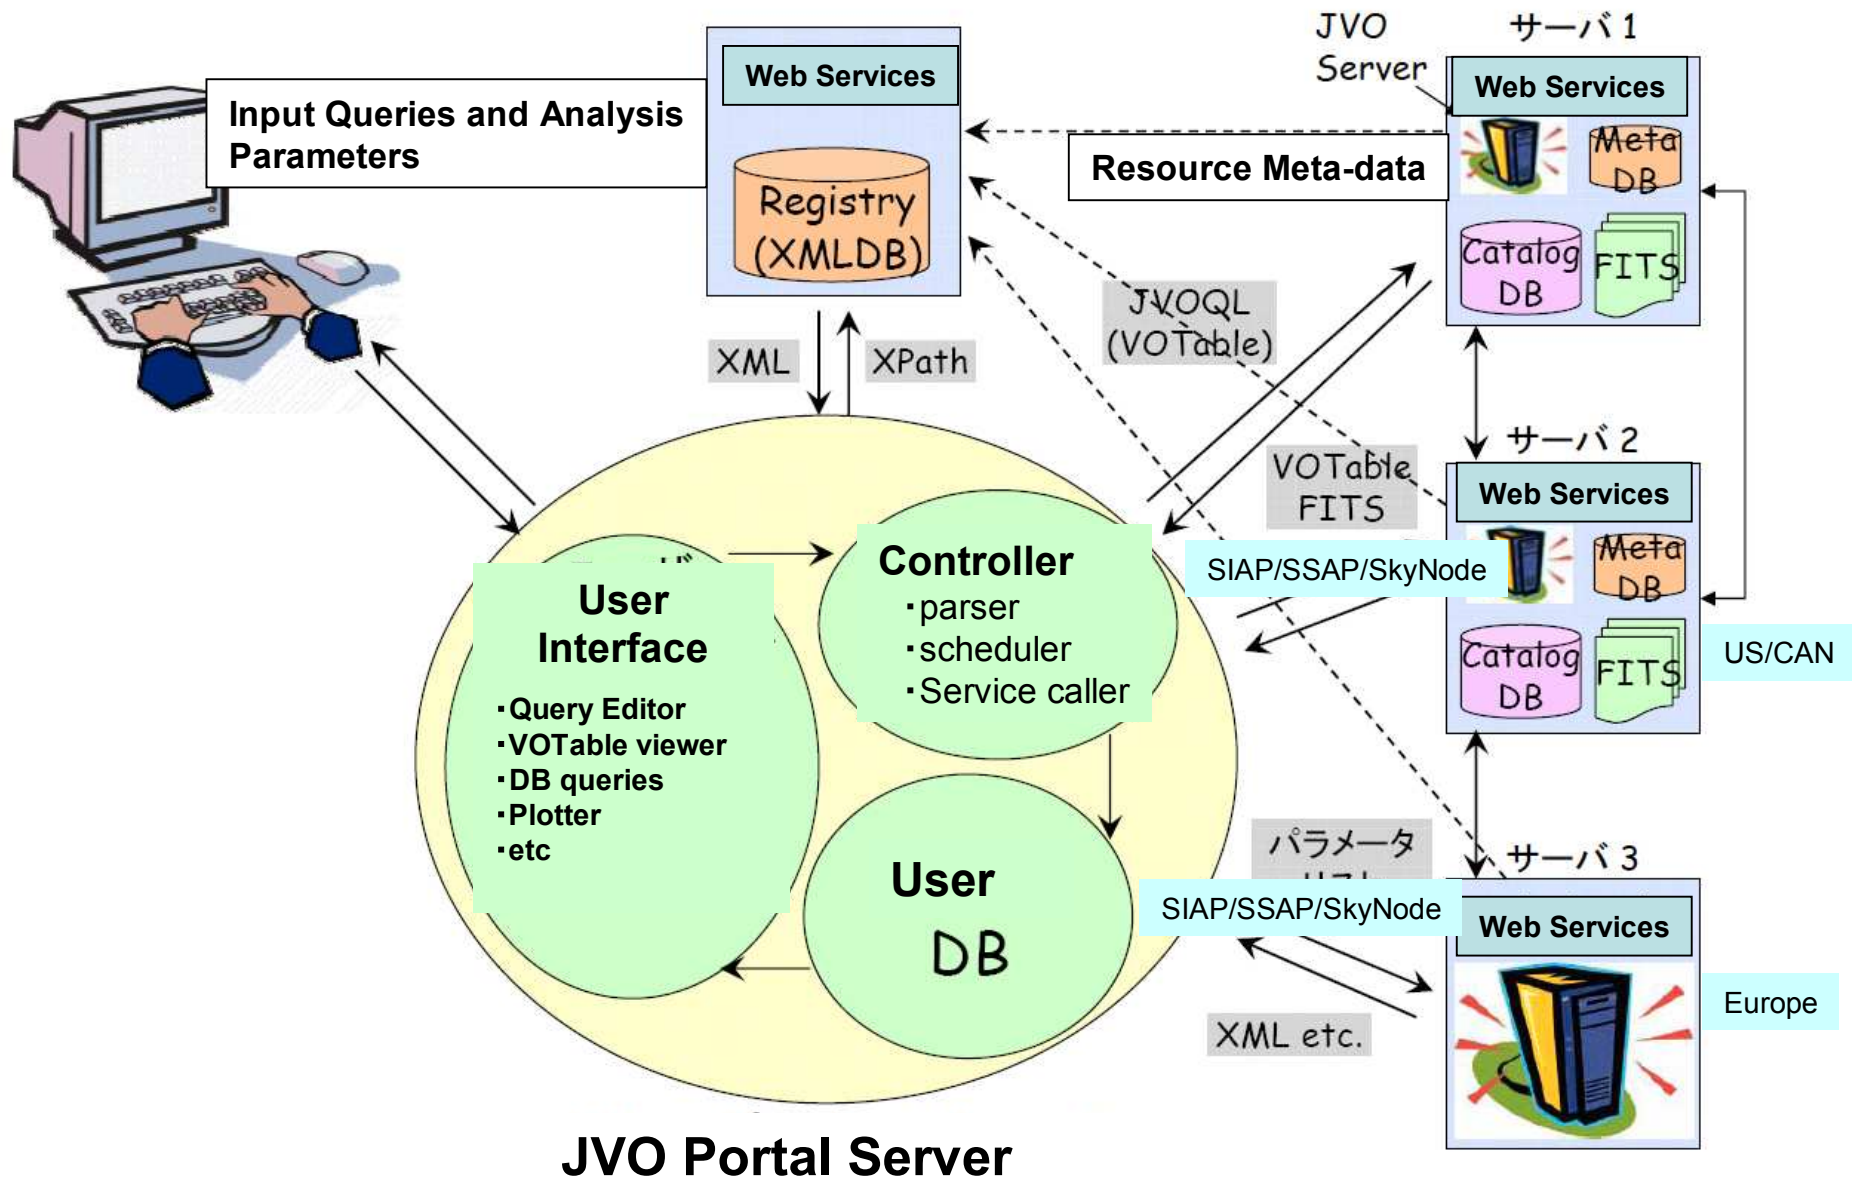 JVO
Server
サーバ 1
Web Services
Web Services
Input Queries and Analysis
Parameters
Resource Meta-data
Meta
DB
Registry
(XMLDB)
Catalog
DB
FITS
JVOQL
(VOTable)
XML
XPath
サーバ 2
VOTable
FITS
Web Services
Controller
・parser
・scheduler
・Service caller
SIAP/SSAP/SkyNode
Meta
DB
User
Interface
・Query Editor
・VOTable viewer
・DB queries
・Plotter
・etc
Catalog
DB
FITS
US/CAN
パラメータ
サーバ 3
User
DB
SIAP/SSAP/SkyNode
Web Services
Europe
XML etc.
JVO Portal Server